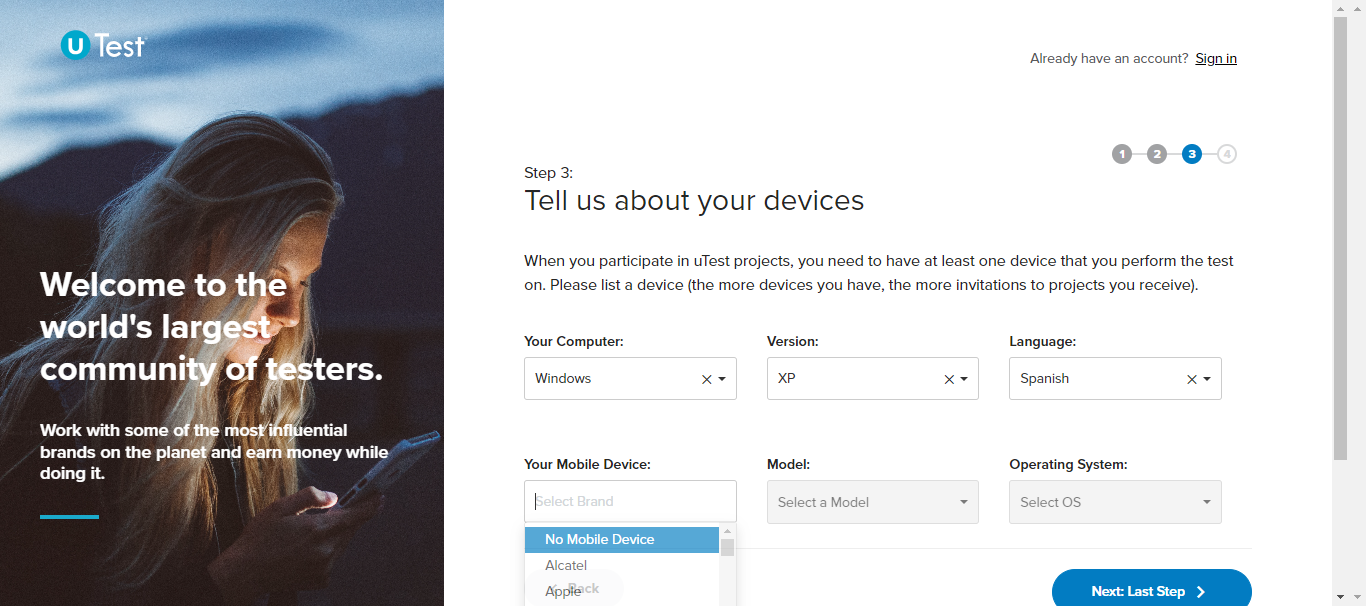 U Test
Already have an account? Sign in
1 2 3 4
Step 3:
Tell us about your devices
When you participate in uTest projects, you need to have at least one device that you perform the test
on. Please list a device (the more devices you have, the more invitations to projects you receive).
Welcome to the
world's largest
community of testers.
Work with some of the most influential
brands on the planet and earn money while
doing it.
Your Computer: Version: Language:
Windows XP Spanish
Your Mobile Device: Model: Operating System:
Select Brand Select a Model Select OS
No Mobile Device
Alcatel
Apple
Back
Next: Last Step